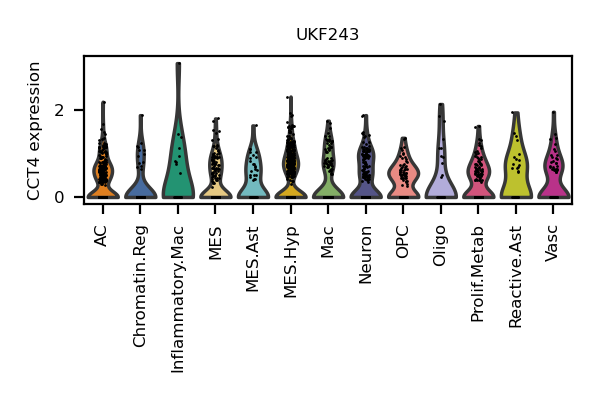 UKF243
CCT4 expression
2
0
AC
Chromatin.Reg
Inflammatory.Mac
MES
MES.Ast
MES.Hyp
Mac
Neuron
OPC
Oligo
Prolif.Metab
Reactive.Ast
Vasc